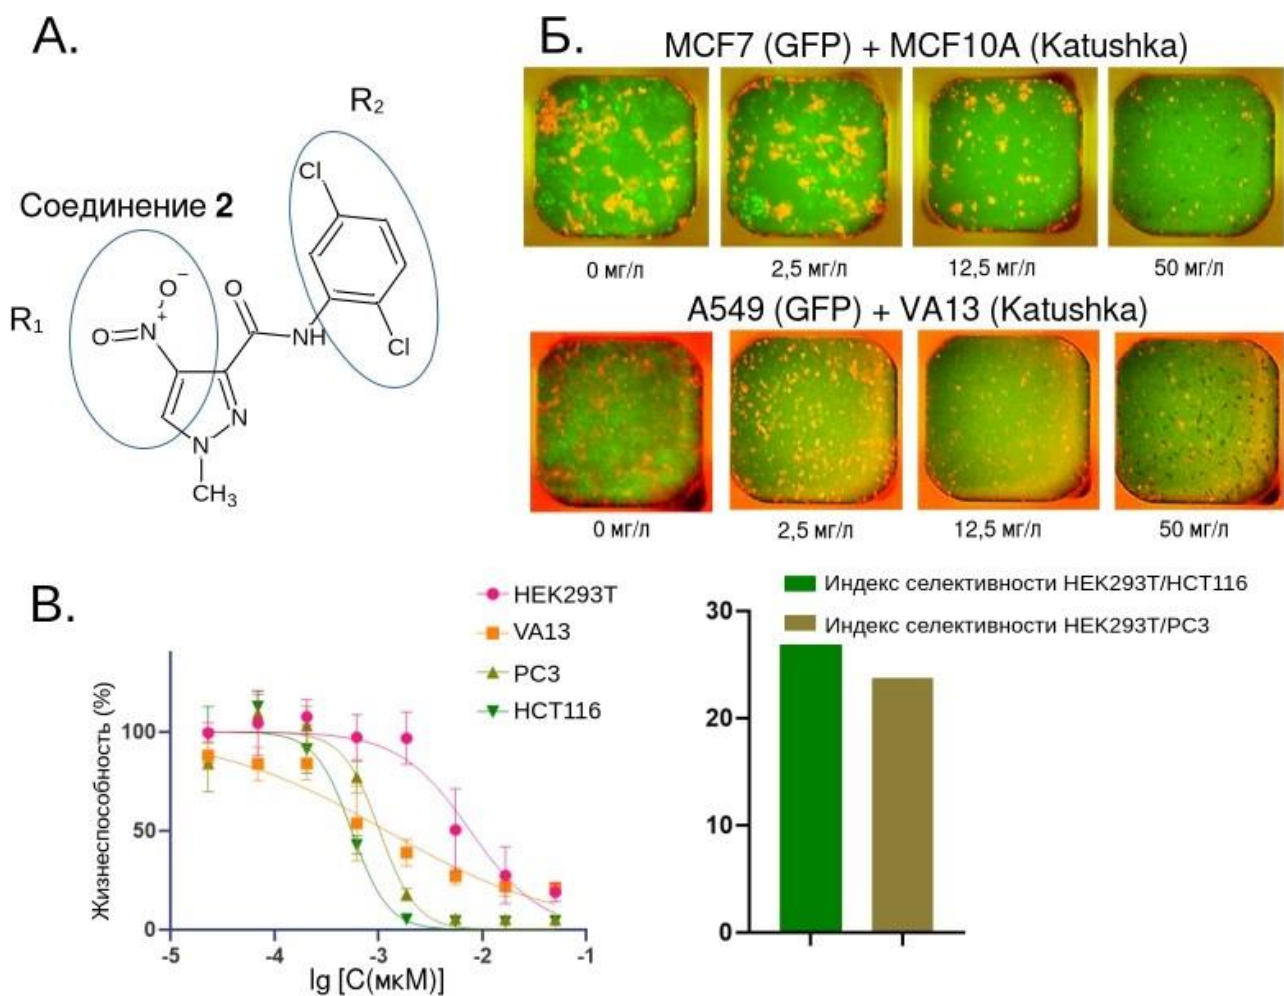 А.
Соединение 2
R1
R2
Cl
Cl
O
−
O
N
+
O
NH
N
N
CH3
Б.
MCF7 (GFP) + MCF10A (Katushka)
0 мг/л
2,5 мг/л
12,5 мг/л
50 мг/л
A549 (GFP) + VA13 (Katushka)
0 мг/л
2,5 мг/л
12,5 мг/л
50 мг/л
В.
HEK293T
VA13
PC3
HCT116
Жизнеспособность (%)
100
50
0
-5
-4
-3
-2
-1
lg [C(мкМ)]
Индекс селективности HEK293T/HCT116
Индекс селективности HEK293T/PC3
30
20
10
0